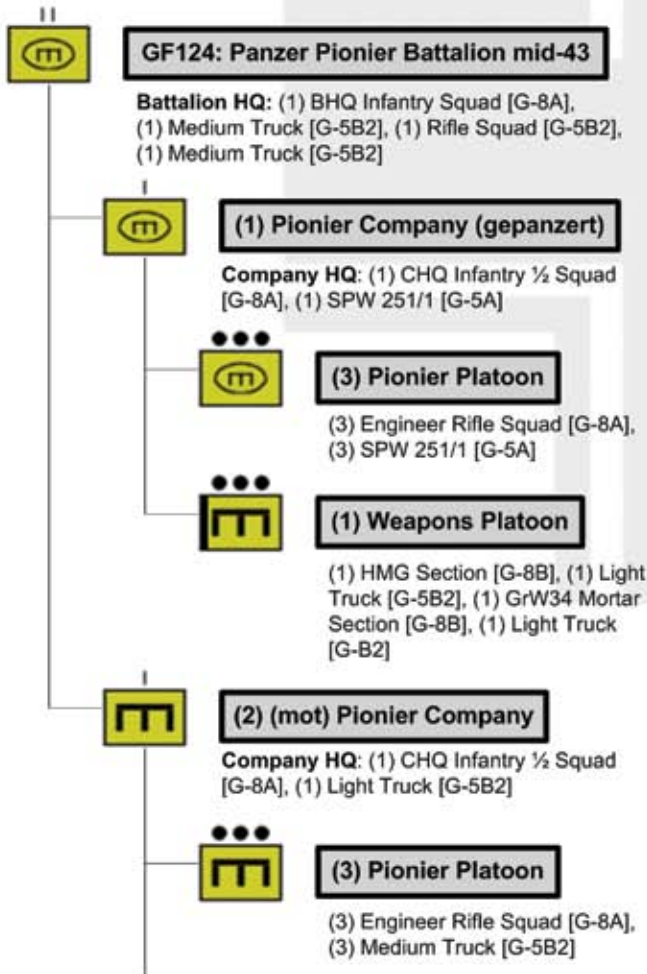 GF124: Panzer Pionier Battalion mid-43
Battalion HQ: (1) BHQ Infantry Squad [G-8A],
(1) Medium Truck [G-5B2], (1) Rifle Squad [G-5B2],
(1) Medium Truck [G-5B2]
(1) Pionier Company (gepanzert)
Company HQ: (1) CHQ Infantry ½ Squad
[G-8A], (1) SPW 251/1 [G-5A]
(3) Pionier Platoon
(3) Engineer Rifle Squad [G-8A],
(3) SPW 251/1 [G-5A]
(1) Weapons Platoon
(1) HMG Section [G-8B], (1) Light
Truck [G-5B2], (1) GrW34 Mortar
Section [G-8B], (1) Light Truck
[G-B2]
(2) (mot) Pionier Company
Company HQ: (1) CHQ Infantry ½ Squad
[G-8A], (1) Light Truck [G-5B2]
(3) Pionier Platoon
(3) Engineer Rifle Squad [G-8A],
(3) Medium Truck [G-5B2]